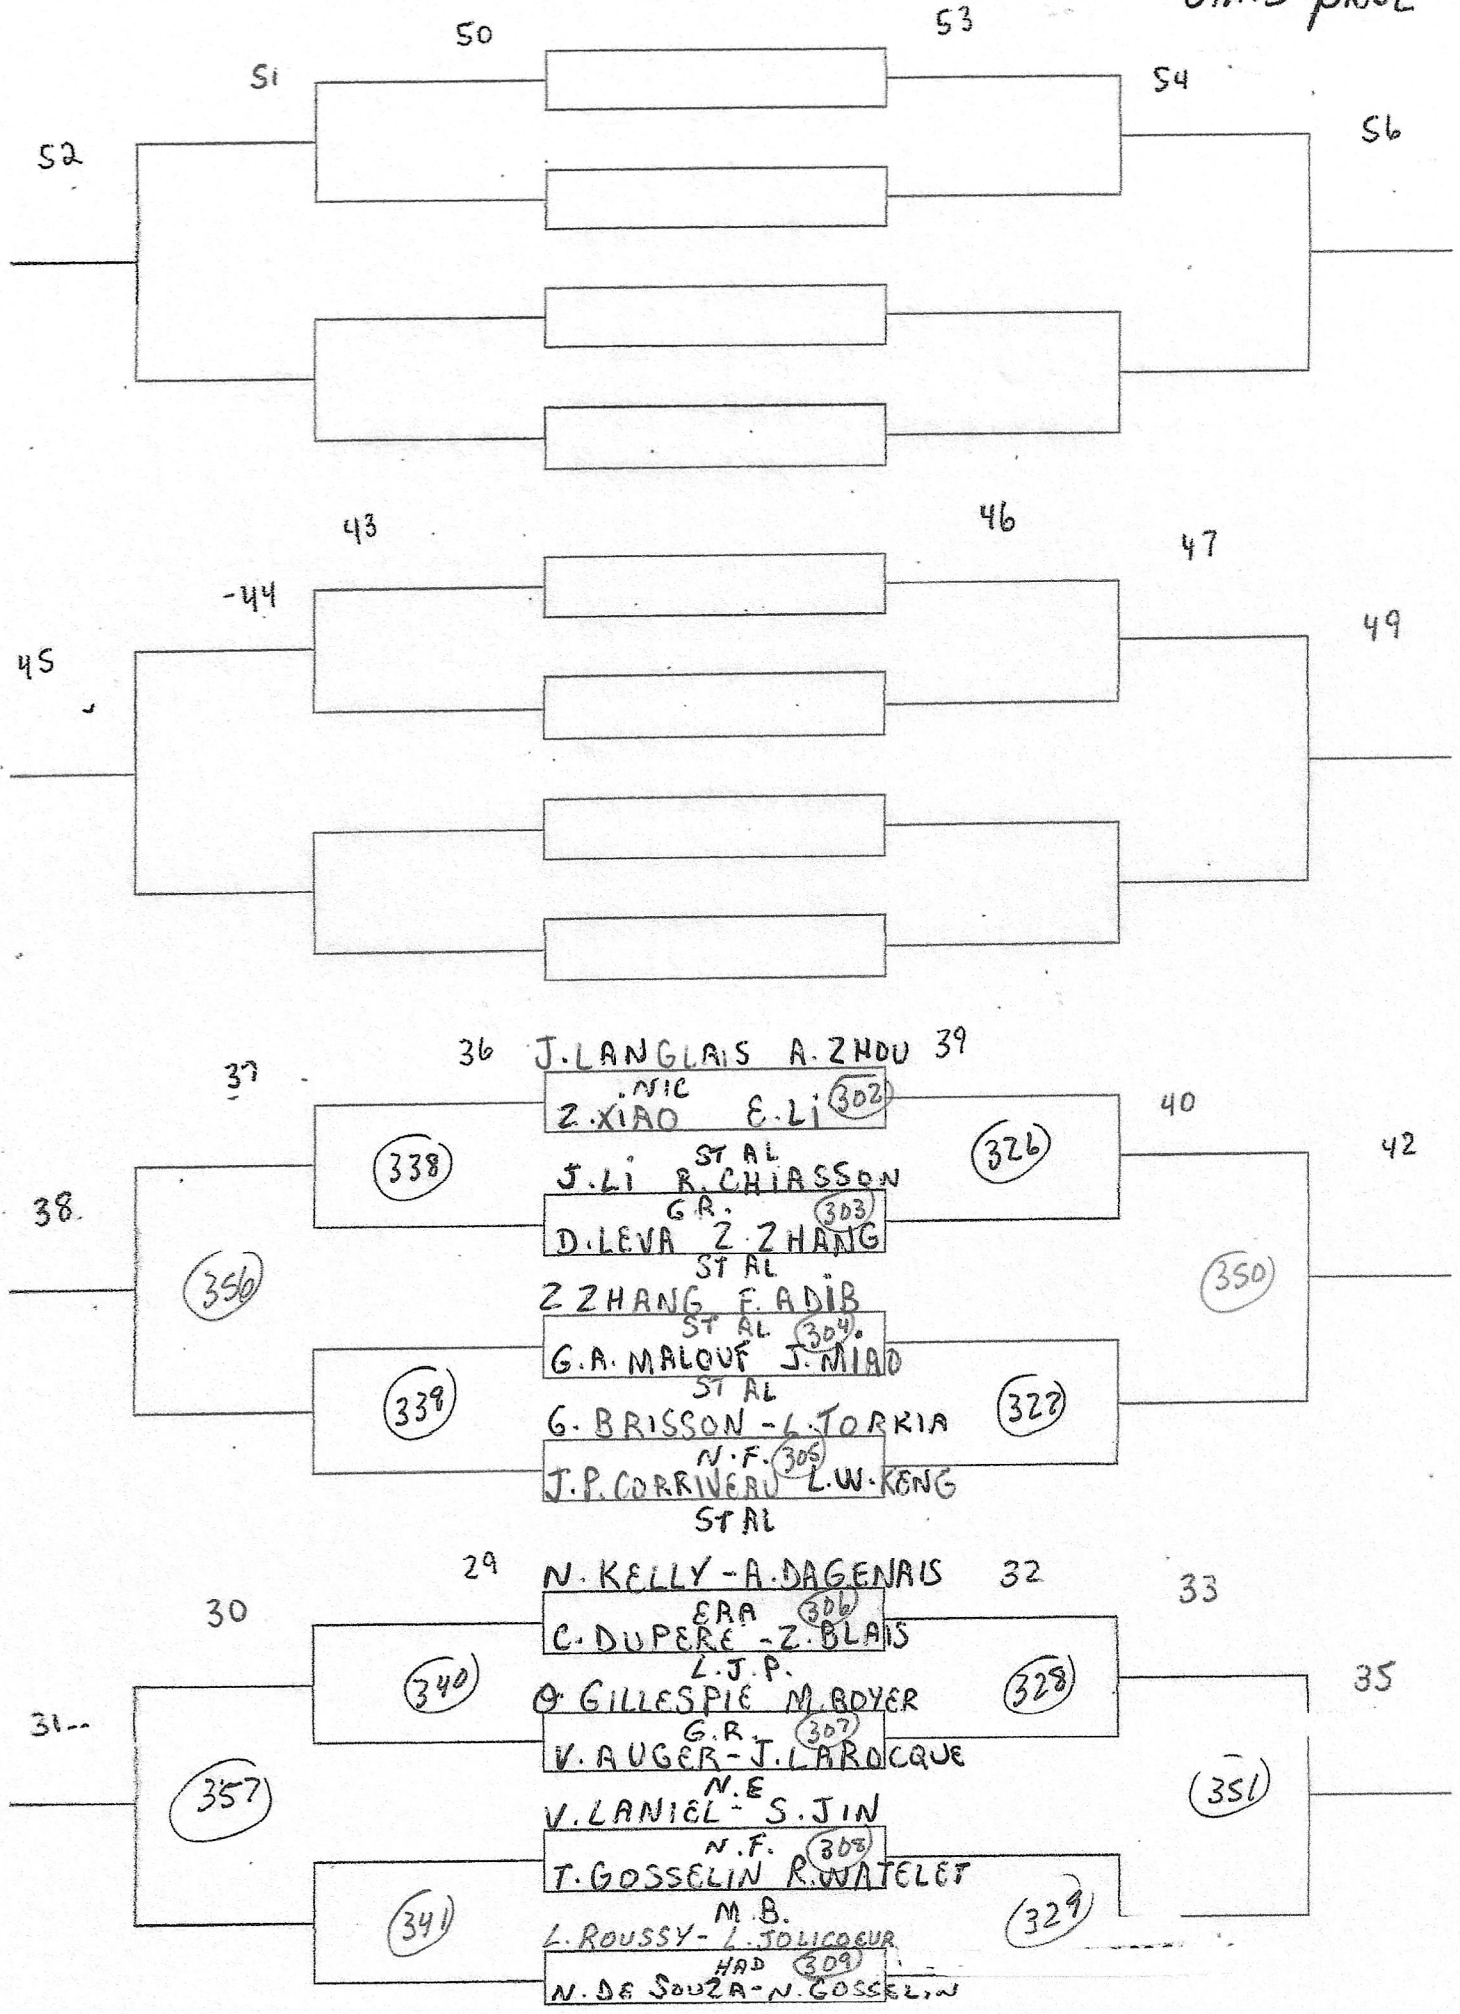 50
53
51
54
52
56
43
46
-44
47
45
49
36 J.LANGLAIS A.ZHOU 39
37
NIC
Z.XIAO E.Li 302
40
ST AL
338
326
42
J.Li R.CHIASSON
G.R. 303
38
D.LEVA Z.ZHANG
ST AL
356
350
Z ZHANG F.ADiB
ST AL 304
G.A. MALOUF J.MIAO
ST AL
339
G. BRISSON - L.TORKIA
N.F. 305
J.P. CORRIVEAU L.W.KENG
ST AL
29 N. KELLY - A.DAGENAIS 32
33
30
ERA 306
C. DUPERE - Z.BLAIS
L.J.P.
340
328
35
O GILLESPIE M.BOYER
31--
G.R. 307
V. AUGER - J.LAROCQUE
N.E
357
351
V. LANIEL - S.JIN
N.F. 308
T. GOSSELIN R.WATELET
M.B.
341
329
L. ROUSSY - L.JOLICOEUR
HAD 309
N. DE SOUZA - N.GOSSELIN